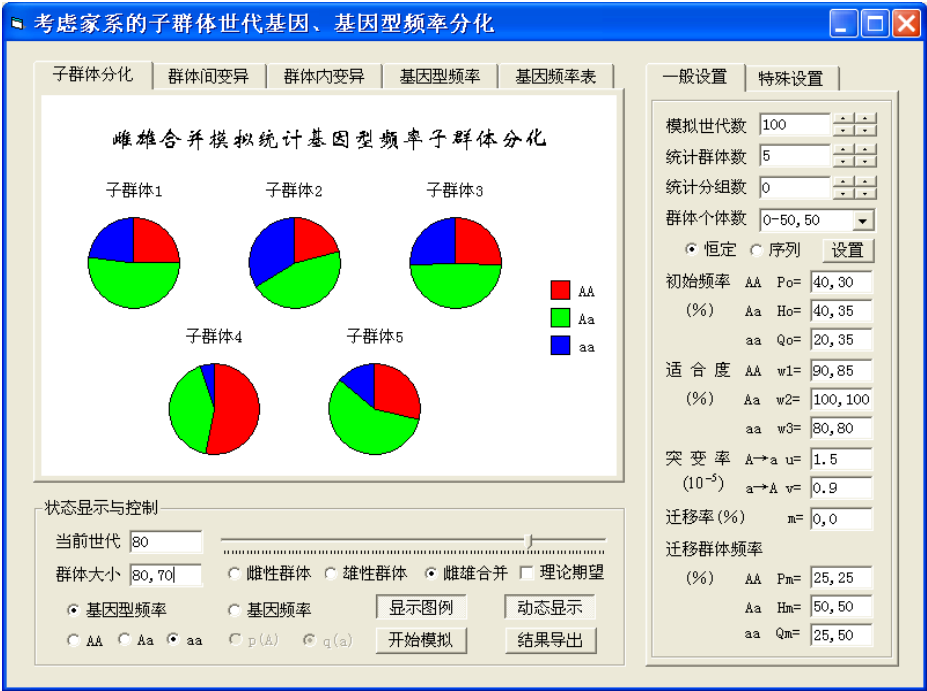 考虑家系的子群体世代基因、基因型频率分化
子群体分化 群体间变异 群体内变异 基因型频率 基因频率表
雌雄合并模拟统计基因型频率子群体分化
子群体1 子群体2 子群体3
AA
Aa
aa
子群体4 子群体5
状态显示与控制
当前世代 80
群体大小 80,70 雌性群体 雄性群体 雌雄合并 理论期望
基因型频率 基因频率 显示图例 动态显示
AA Aa aa p(A) q(a) 开始模拟 结果导出
一般设置 特殊设置
模拟世代数 100
统计群体数 5
统计分组数 0
群体个体数 0-50,50
恒定 序列 设置
初始频率 AA Po= 40,30
(%) Aa Ho= 40,35
aa Qo= 20,35
适合度 AA w1= 90,85
(%) Aa w2= 100,100
aa w3= 80,80
突变率 A→a u= 1.5
(10⁻⁵) a→A v= 0.9
迁移率(%) m= 0,0
迁移群体频率
(%) AA Pm= 25,25
Aa Hm= 50,50
aa Qm= 25,50